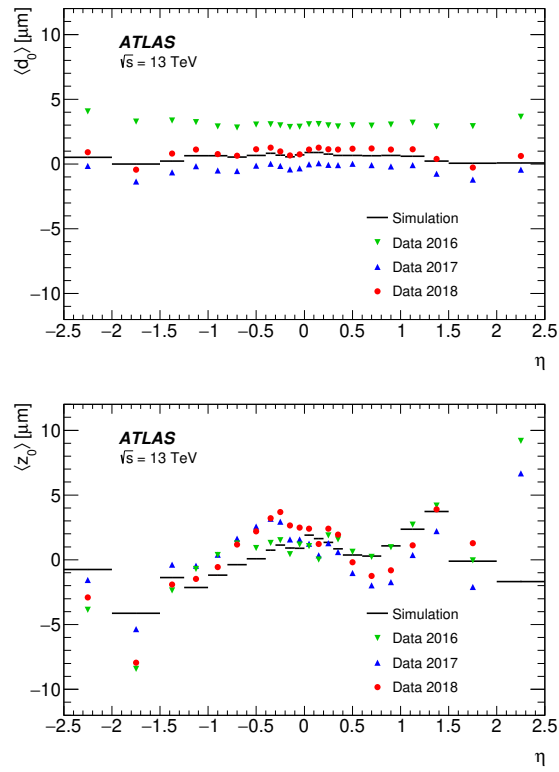 ⟨d₀⟩ [μm]
ATLAS
√s = 13 TeV
10
5
0
−5
−10
Simulation
Data 2016
Data 2017
Data 2018
−2.5 −2 −1.5 −1 −0.5 0 0.5 1 1.5 2 2.5
η
⟨z₀⟩ [μm]
ATLAS
√s = 13 TeV
10
5
0
−5
−10
Simulation
Data 2016
Data 2017
Data 2018
−2.5 −2 −1.5 −1 −0.5 0 0.5 1 1.5 2 2.5
η